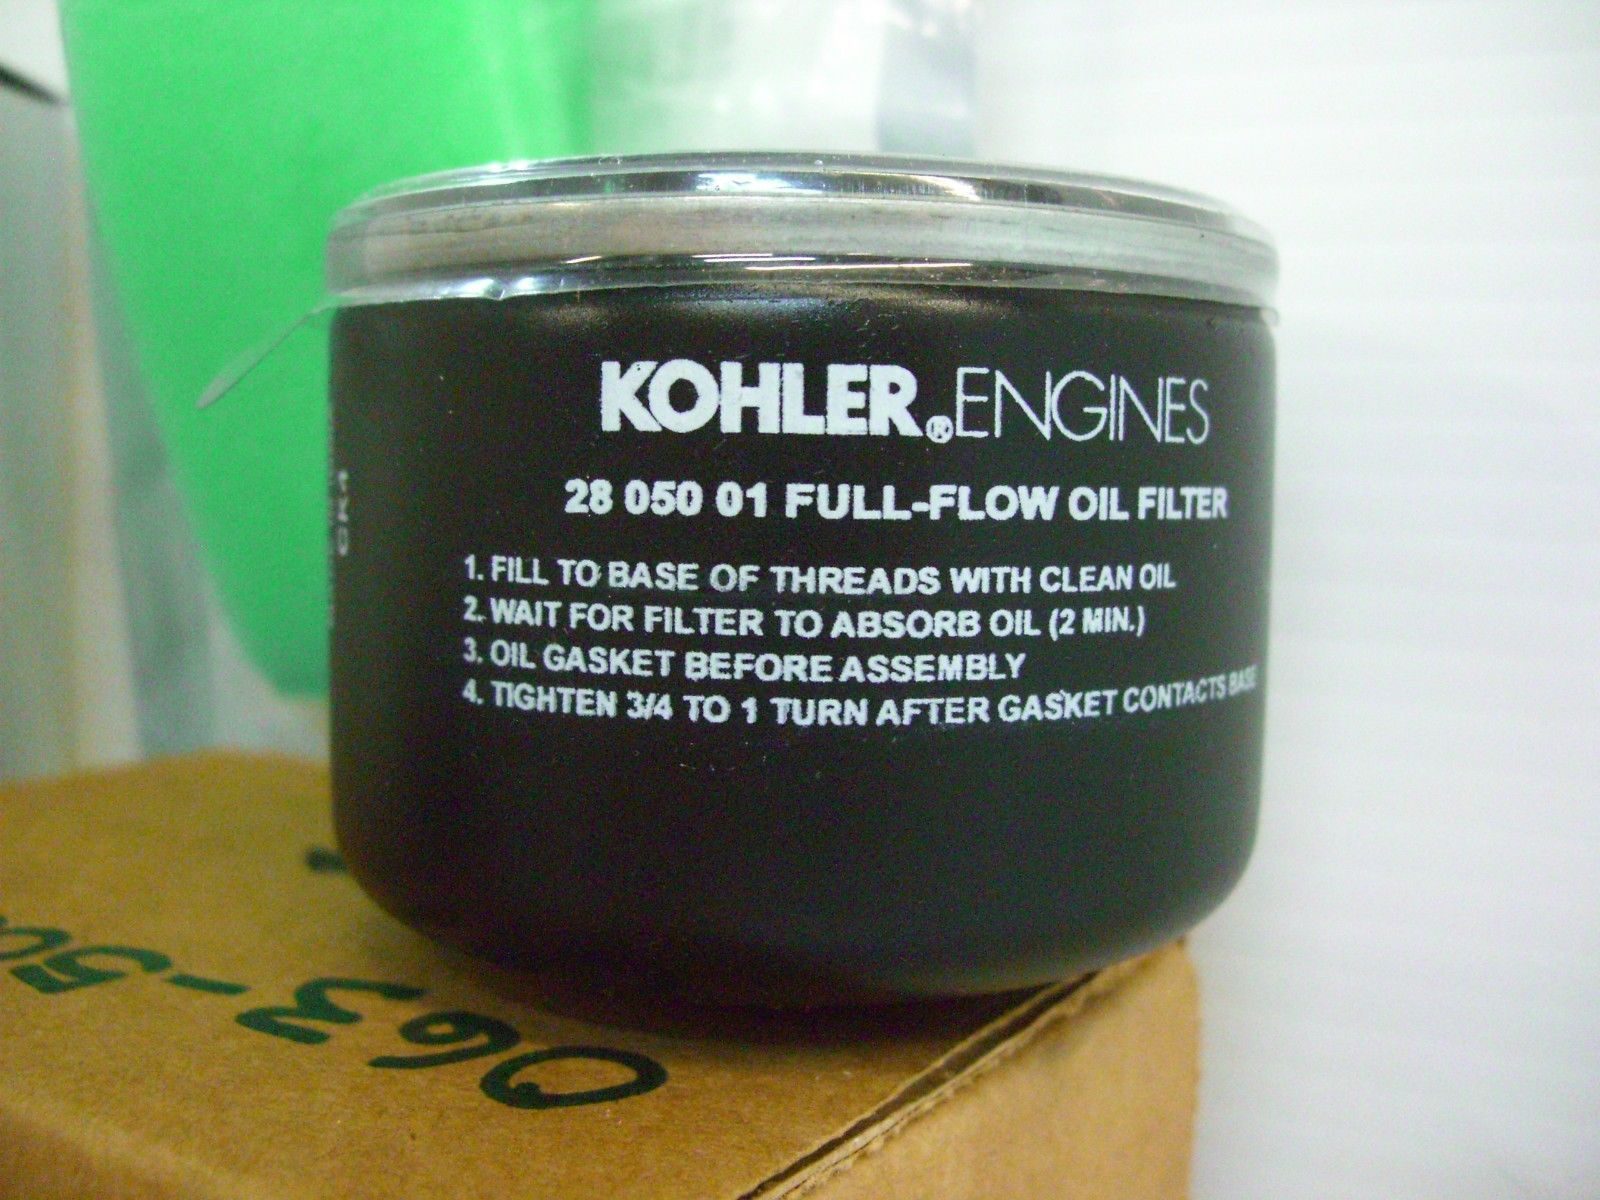 KOHLER® ENGINES
28 050 01 FULL-FLOW OIL FILTER
1. FILL TO BASE OF THREADS WITH CLEAN OIL
2. WAIT FOR FILTER TO ABSORB OIL (2 MIN.)
3. OIL GASKET BEFORE ASSEMBLY
4. TIGHTEN 3/4 TO 1 TURN AFTER GASKET CONTACTS BASE
CK4